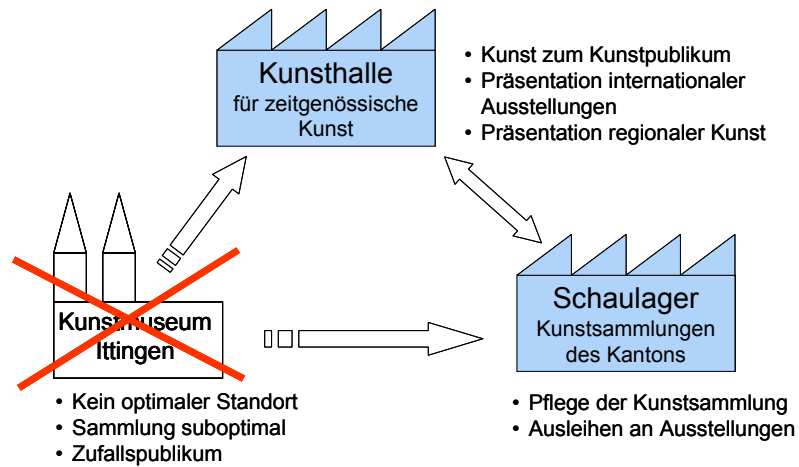 Kunsthalle
für zeitgenössische
Kunst
• Kunst zum Kunstpublikum
• Präsentation internationaler
Ausstellungen
• Präsentation regionaler Kunst
Kunstmuseum
Ittingen
• Kein optimaler Standort
• Sammlung suboptimal
• Zufallspublikum
Schaulager
Kunstsammlungen
des Kantons
• Pflege der Kunstsammlung
• Ausleihen an Ausstellungen